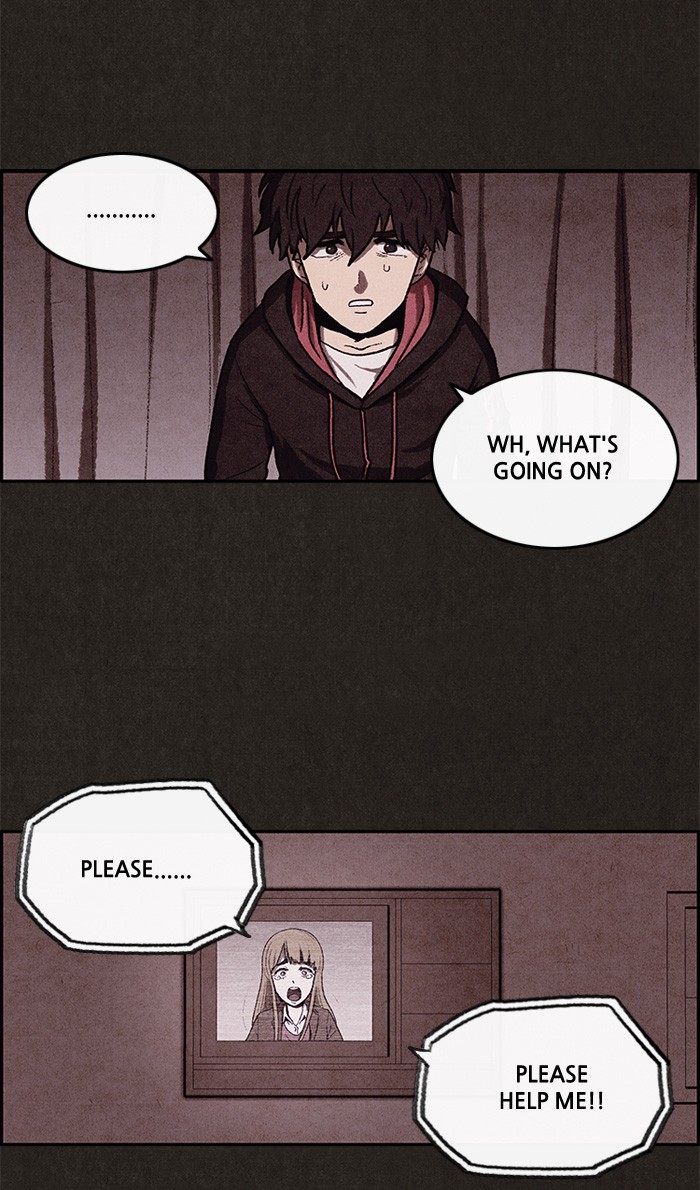 ...........
WH, WHAT'S
GOING ON?
PLEASE......
PLEASE
HELP ME!!